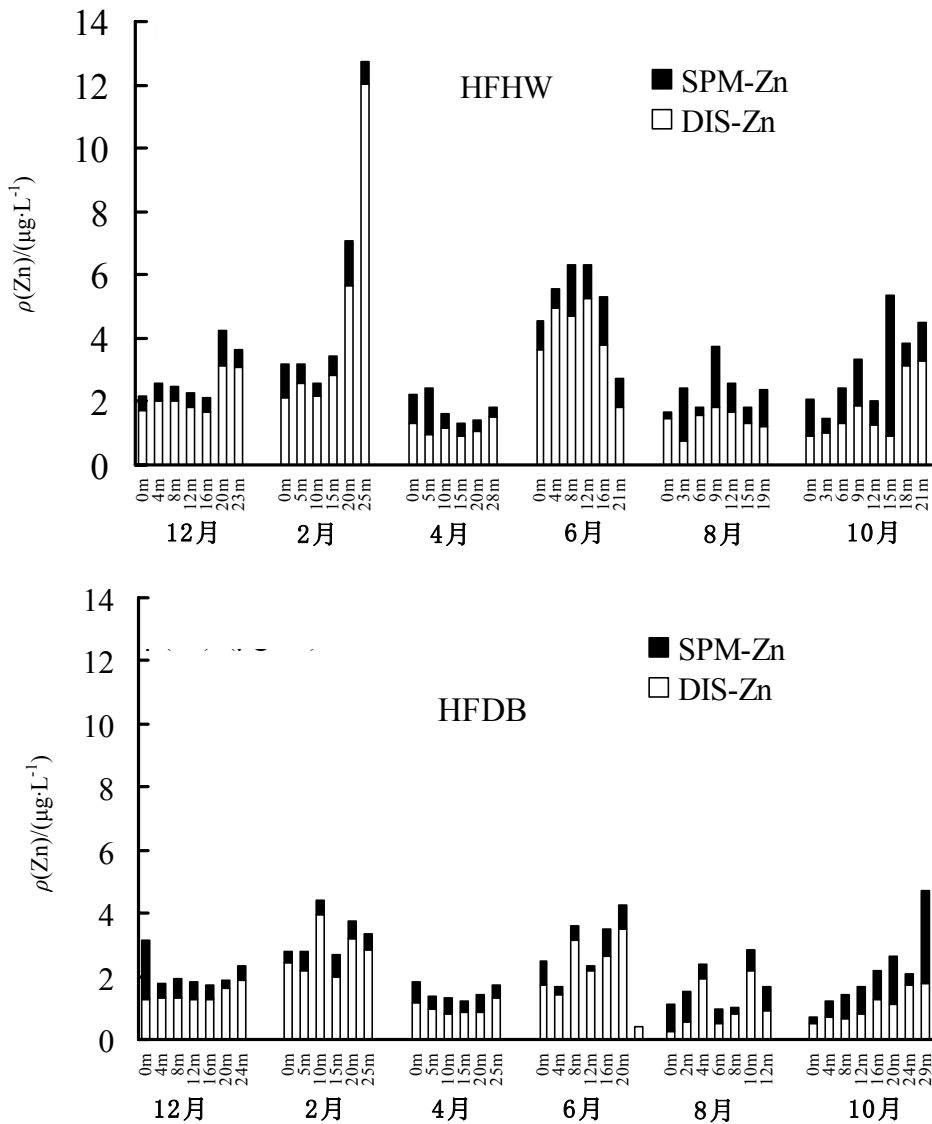 14
12
10
8
6
4
2
0
ρ(Zn)/(μg·L⁻¹)
HFHW
SPM-Zn
DIS-Zn
0m 4m 8m 12m 16m 20m 23m
0m 5m 10m 15m 20m 25m
0m 5m 10m 15m 20m 28m
0m 4m 8m 12m 16m 21m
0m 3m 6m 9m 12m 15m 19m
0m 3m 6m 9m 12m 15m 18m 21m
12月 2月 4月 6月 8月 10月
14
12
10
8
6
4
2
0
ρ(Zn)/(μg·L⁻¹)
HFDB
SPM-Zn
DIS-Zn
0m 4m 8m 12m 16m 20m 24m
0m 5m 10m 15m 20m 25m
0m 5m 10m 15m 20m 25m
0m 4m 8m 12m 16m 20m
0m 2m 4m 6m 8m 10m 12m
0m 4m 8m 12m 16m 20m 24m 29m
12月 2月 4月 6月 8月 10月